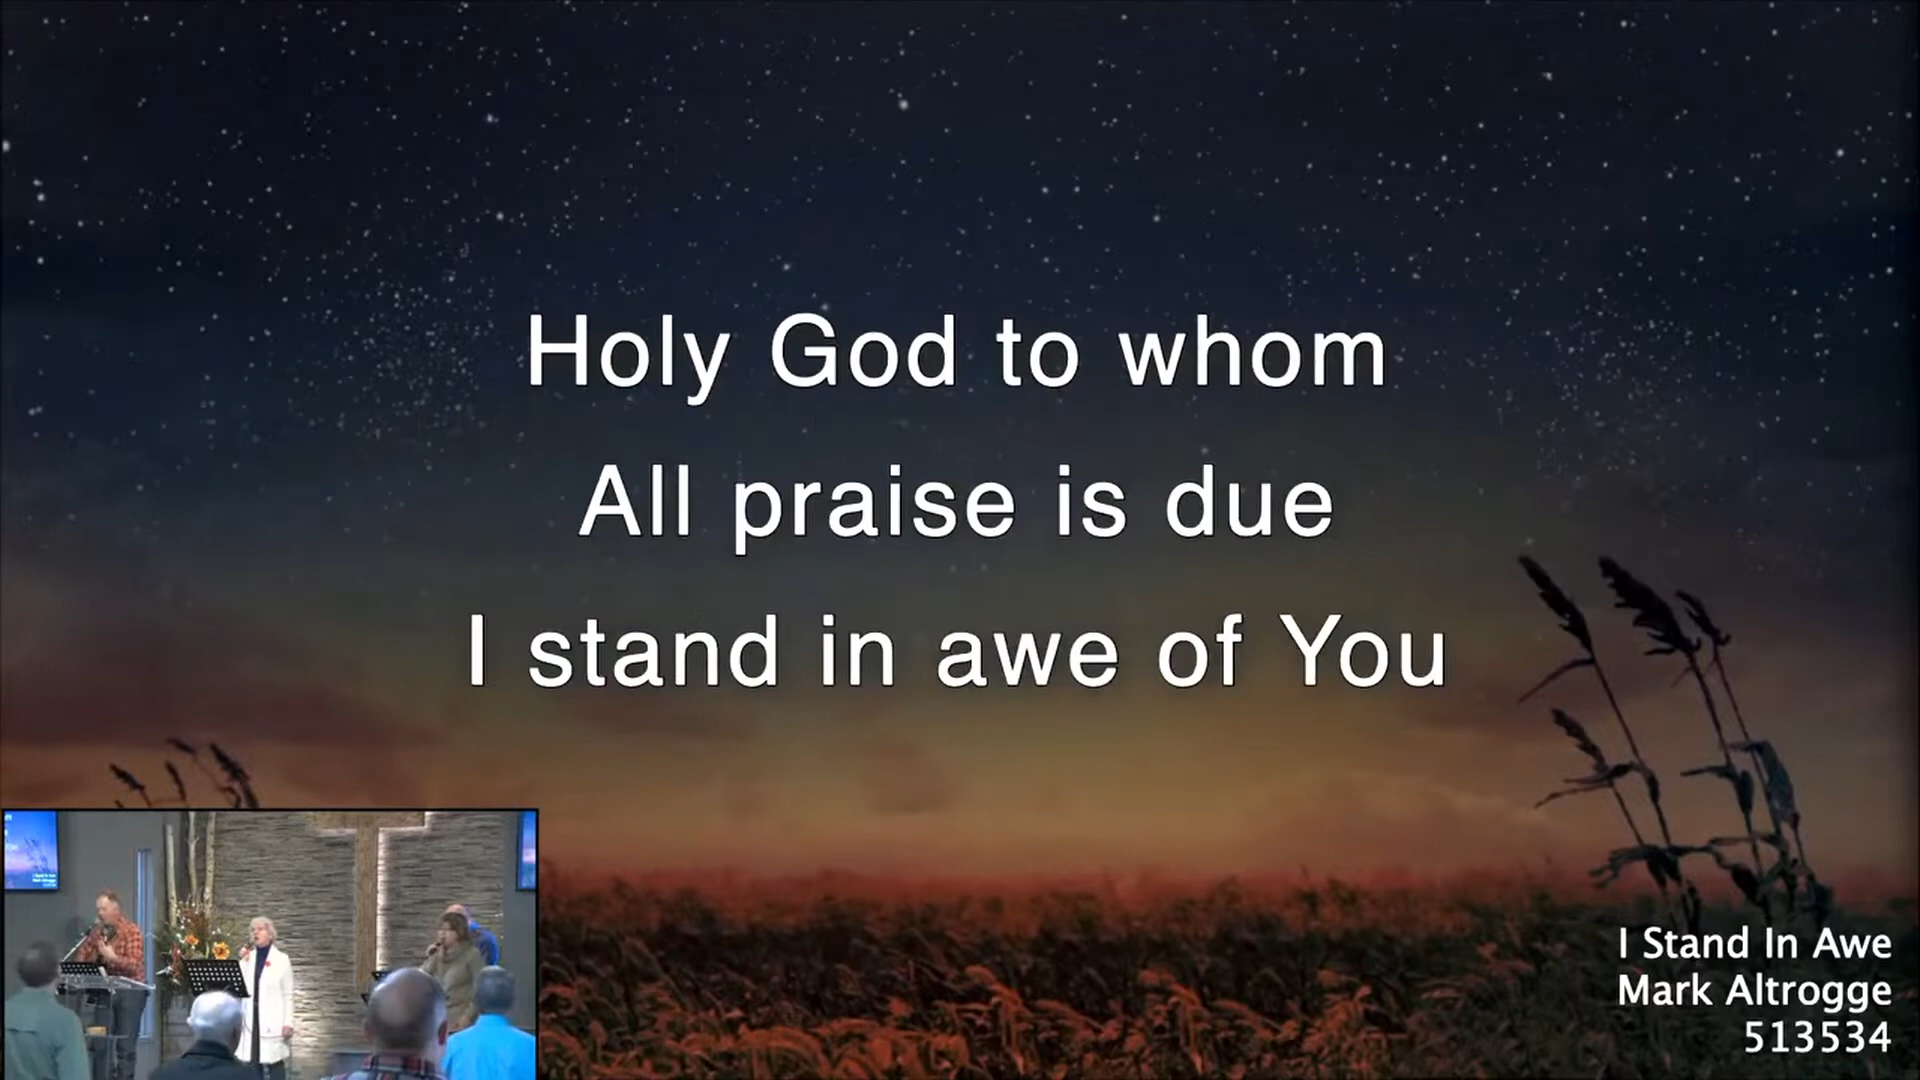 Holy God to whom
All praise is due
I stand in awe of You
I Stand In Awe
Mark Altrogge
513534